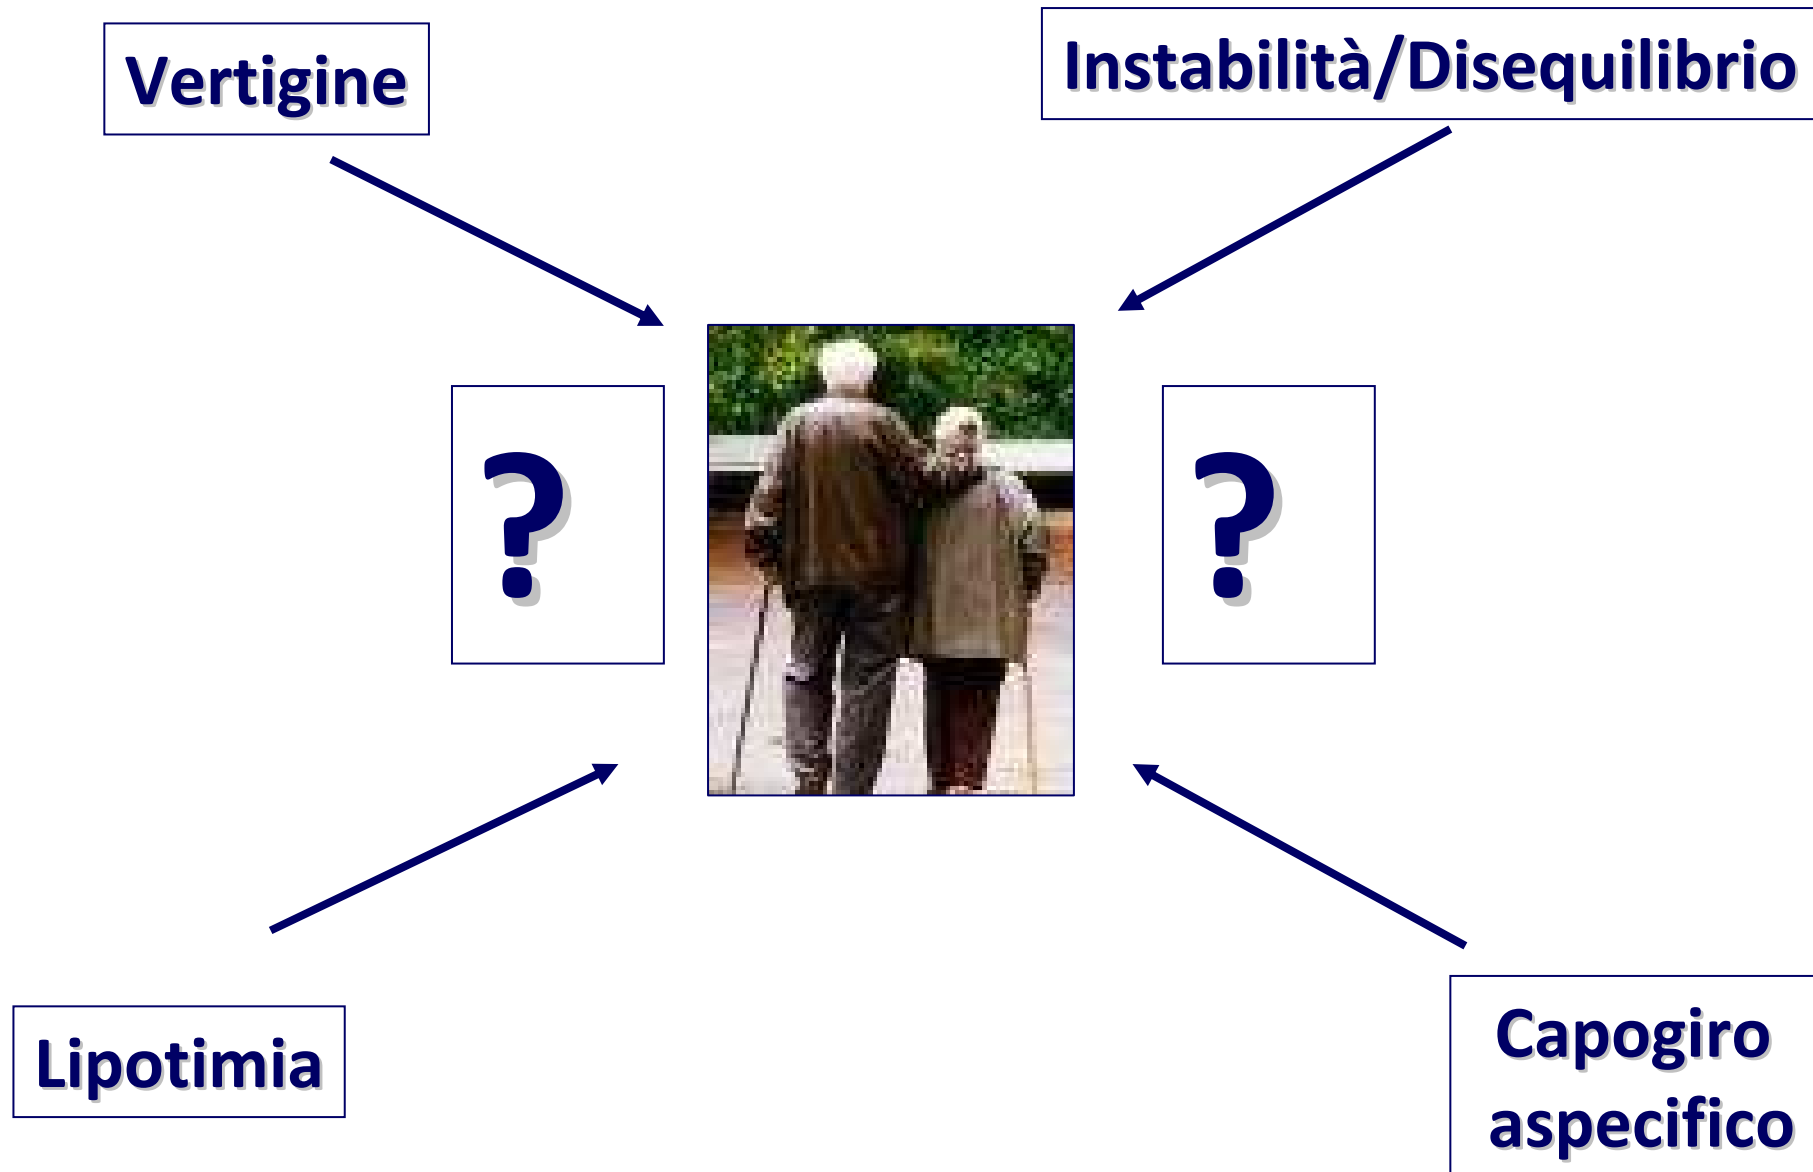 Vertigine
Instabilità/Disequilibrio
?
?
Lipotimia
Capogiro
aspecifico